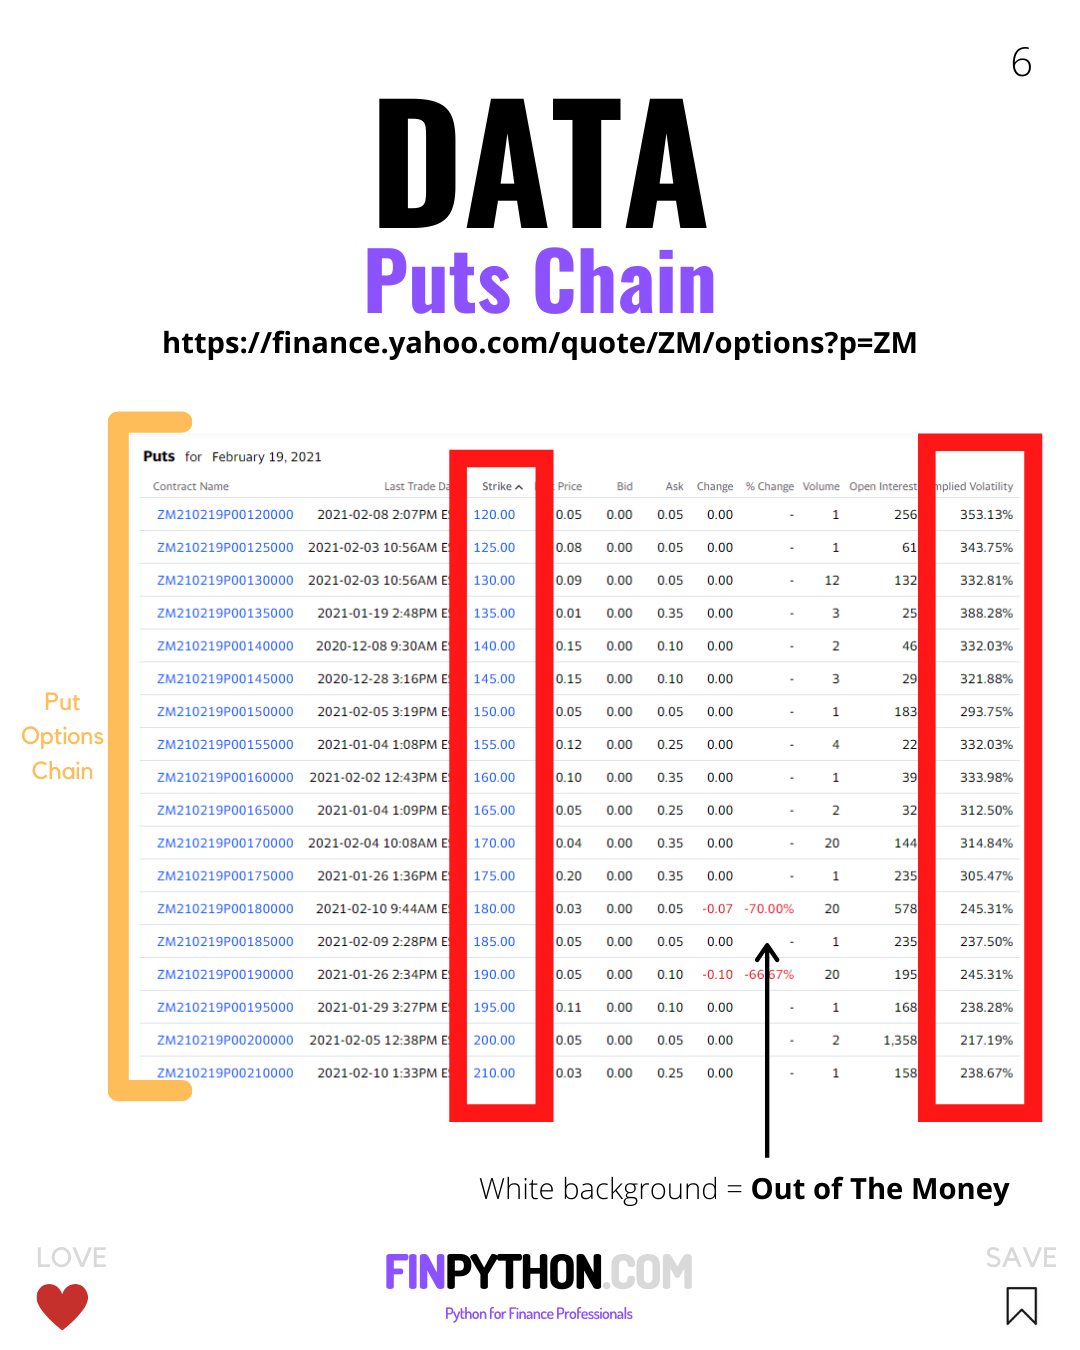 6
DATA
Puts Chain
https://finance.yahoo.com/quote/ZM/options?p=ZM
Puts for February 19, 2021
Contract Name Last Trade Da Strike Price Bid Ask Change % Change Volume Open Interest mplied Volatility
ZM210219P00120000 2021-02-08 2:07PM E 120.00 0.05 0.00 0.05 0.00 - 1 256 353.13%
ZM210219P00125000 2021-02-03 10:56AM E 125.00 0.08 0.00 0.05 0.00 - 1 61 343.75%
ZM210219P00130000 2021-02-03 10:56AM E 130.00 0.09 0.00 0.05 0.00 - 12 132 332.81%
ZM210219P00135000 2021-01-19 2:48PM E 135.00 0.01 0.00 0.35 0.00 - 3 25 388.28%
ZM210219P00140000 2020-12-08 9:30AM E 140.00 0.15 0.00 0.10 0.00 - 2 46 332.03%
ZM210219P00145000 2020-12-28 3:16PM E 145.00 0.15 0.00 0.10 0.00 - 3 29 321.88%
ZM210219P00150000 2021-02-05 3:19PM E 150.00 0.05 0.00 0.05 0.00 - 1 183 293.75%
ZM210219P00155000 2021-01-04 1:08PM E 155.00 0.12 0.00 0.25 0.00 - 4 22 332.03%
ZM210219P00160000 2021-02-02 12:43PM E 160.00 0.10 0.00 0.35 0.00 - 1 39 333.98%
ZM210219P00165000 2021-01-04 1:09PM E 165.00 0.05 0.00 0.25 0.00 - 2 32 312.50%
ZM210219P00170000 2021-02-04 10:08AM E 170.00 0.04 0.00 0.35 0.00 - 20 144 314.84%
ZM210219P00175000 2021-01-26 1:36PM E 175.00 0.20 0.00 0.35 0.00 - 1 235 305.47%
ZM210219P00180000 2021-02-10 9:44AM E 180.00 0.03 0.00 0.05 -0.07 -70.00% 20 578 245.31%
ZM210219P00185000 2021-02-09 2:28PM E 185.00 0.05 0.00 0.05 0.00 - 1 235 237.50%
ZM210219P00190000 2021-01-26 2:34PM E 190.00 0.05 0.00 0.10 -0.10 -66.67% 20 195 245.31%
ZM210219P00195000 2021-01-29 3:27PM E 195.00 0.11 0.00 0.10 0.00 - 1 168 238.28%
ZM210219P00200000 2021-02-05 12:38PM E 200.00 0.05 0.00 0.05 0.00 - 2 1,358 217.19%
ZM210219P00210000 2021-02-10 1:33PM E 210.00 0.03 0.00 0.25 0.00 - 1 158 238.67%
Put
Options
Chain
White background = Out of The Money
LOVE
FINPYTHON.COM
Python for Finance Professionals
SAVE